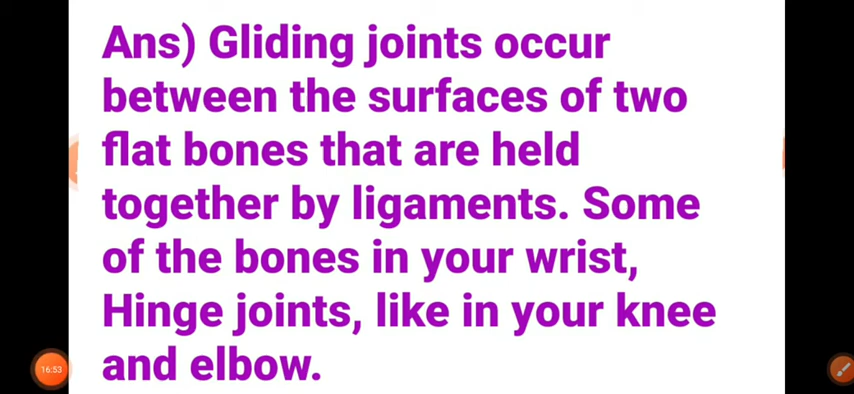 Ans) Gliding joints occur
between the surfaces of two
flat bones that are held
together by ligaments. Some
of the bones in your wrist,
Hinge joints, like in your knee
and elbow.
16:53